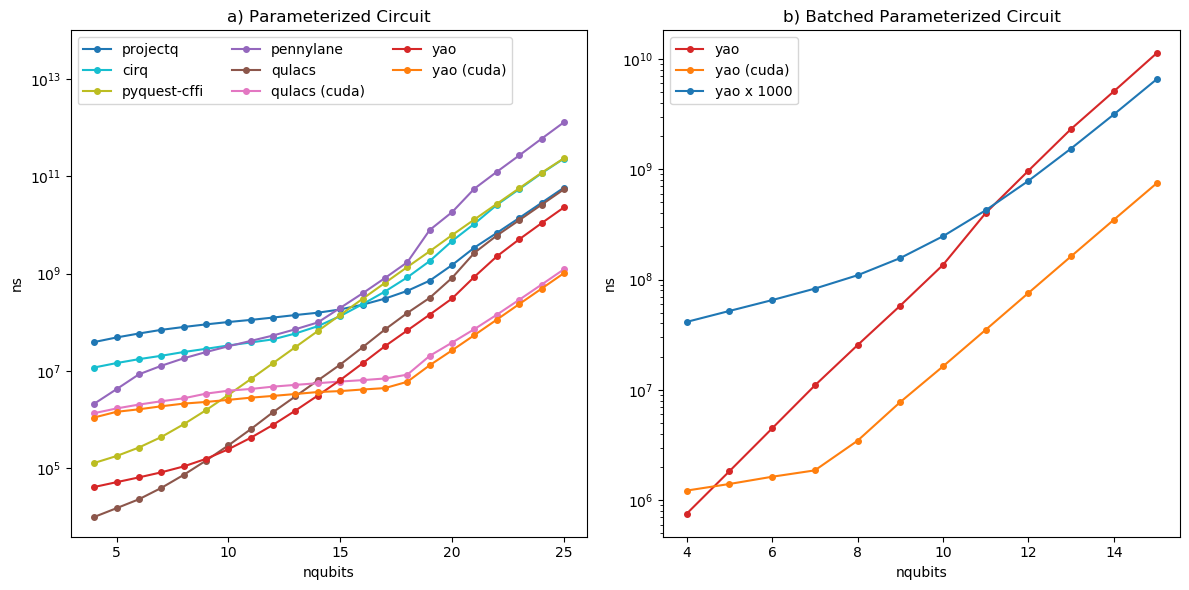 a) Parameterized Circuit
projectq
cirq
pyquest-cffi
pennylane
qulacs
qulacs (cuda)
yao
yao (cuda)
10^13
10^11
10^9
10^7
10^5
ns
5 10 15 20 25
nqubits
b) Batched Parameterized Circuit
yao
yao (cuda)
yao x 1000
10^10
10^9
10^8
10^7
10^6
ns
4 6 8 10 12 14
nqubits